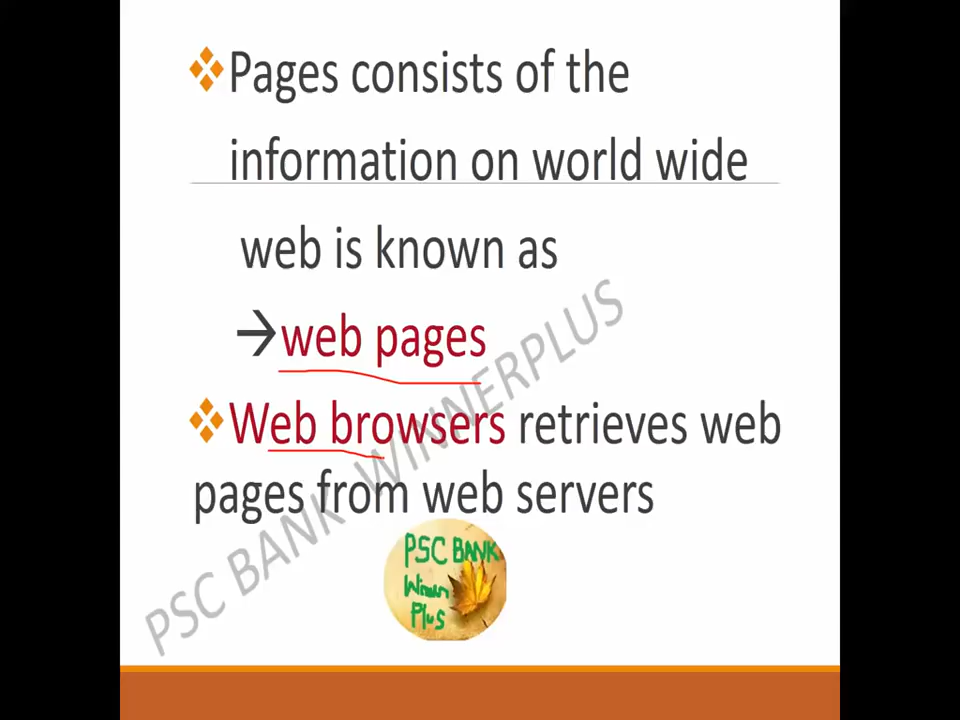 ❖Pages consists of the
information on world wide
web is known as
→web pages
❖Web browsers retrieves web
pages from web servers
PSC BANK WINNERPLUS
PSC BANK
Winner
Plus